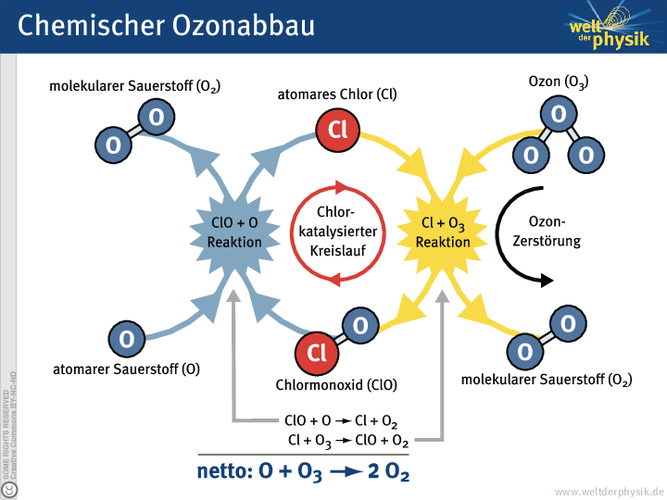 Chemischer Ozonabbau
welt
der physik
molekularer Sauerstoff (O₂)
atomares Chlor (Cl)
Ozon (O₃)
O
O
Cl
O
O
O
ClO + O
Reaktion
Chlor-
katalysierter
Kreislauf
Cl + O₃
Reaktion
Ozon-
Zerstörung
O
Cl
O
O
O
atomarer Sauerstoff (O)
Chlormonoxid (ClO)
molekularer Sauerstoff (O₂)
ClO + O → Cl + O₂
Cl + O₃ → ClO + O₂
netto: O + O₃ → 2 O₂
SOME RIGHTS RESERVED
Creative Commons BY-NC-ND
cc
www.weltderphysik.de